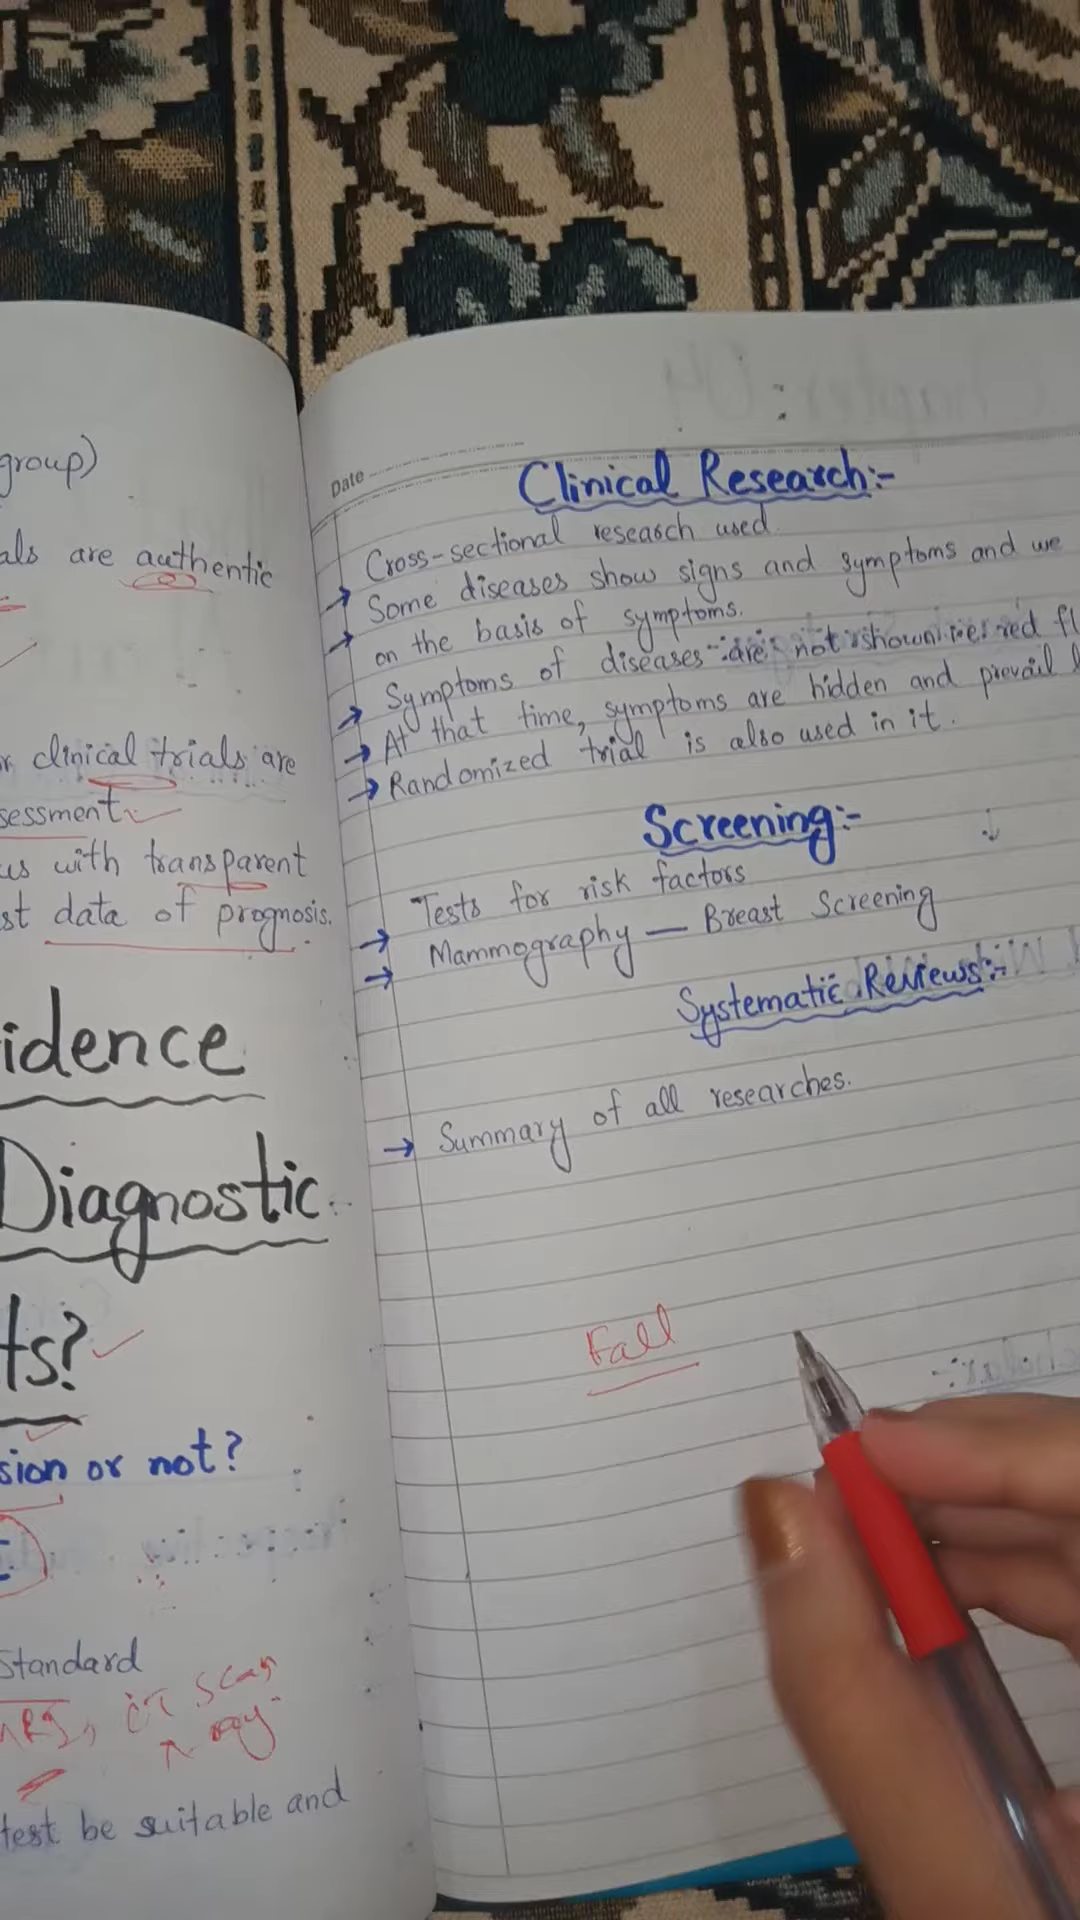 group)
als are authentic
clinical trials are
sessment
us with transparent
st data of prognosis.
idence
Diagnostic
ts?
sion or not?
Standard
CT scan
X-ray
test be suitable and
Date
Clinical Research:-
→ Cross-sectional research used
→ Some diseases show signs and symptoms and we
on the basis of symptoms.
→ Symptoms of diseases are not shown i.e. red fl
→ At that time, symptoms are hidden and prevail
→ Randomized trial is also used in it.
Screening:-
→ Tests for risk factors
→ Mammography — Breast Screening
Systematic Reviews:-
→ Summary of all researches.
Fall